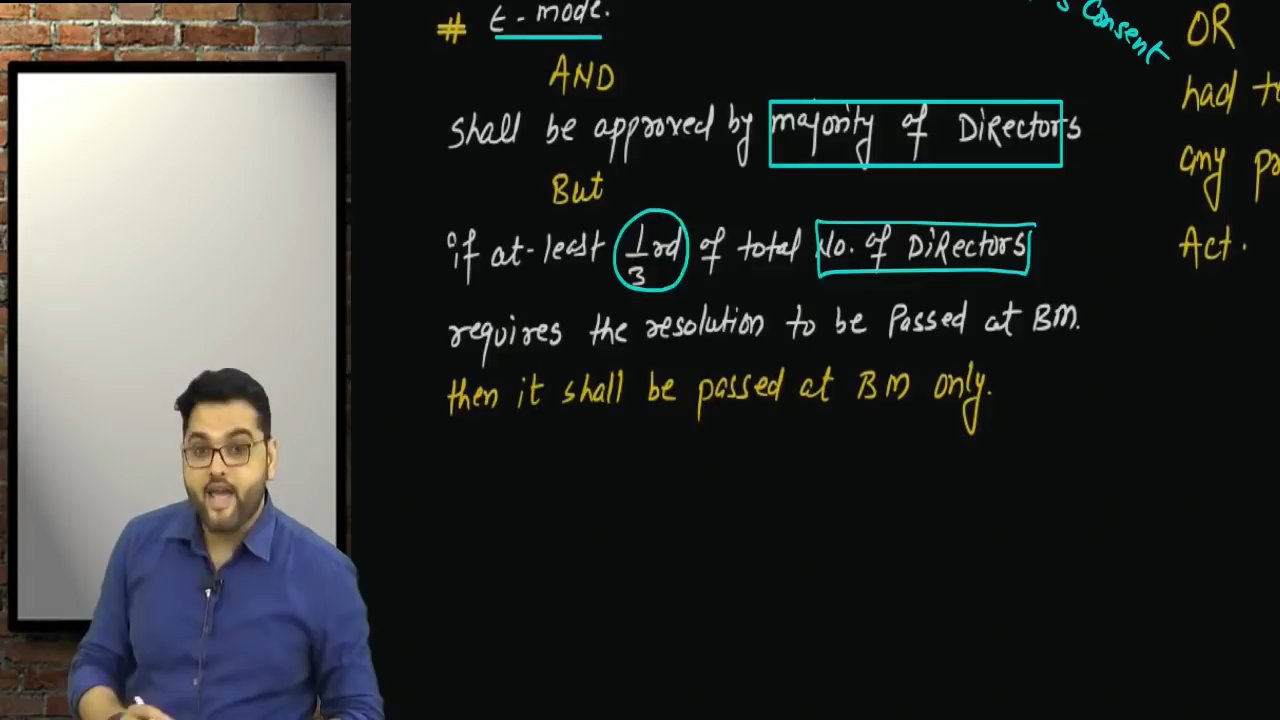 # E-mode.
AND
shall be approved by majority of Directors
But
if at-least 1/3rd of total No. of Directors
requires the resolution to be Passed at BM.
then it shall be passed at BM only.
consent
OR
had to
any
Act.